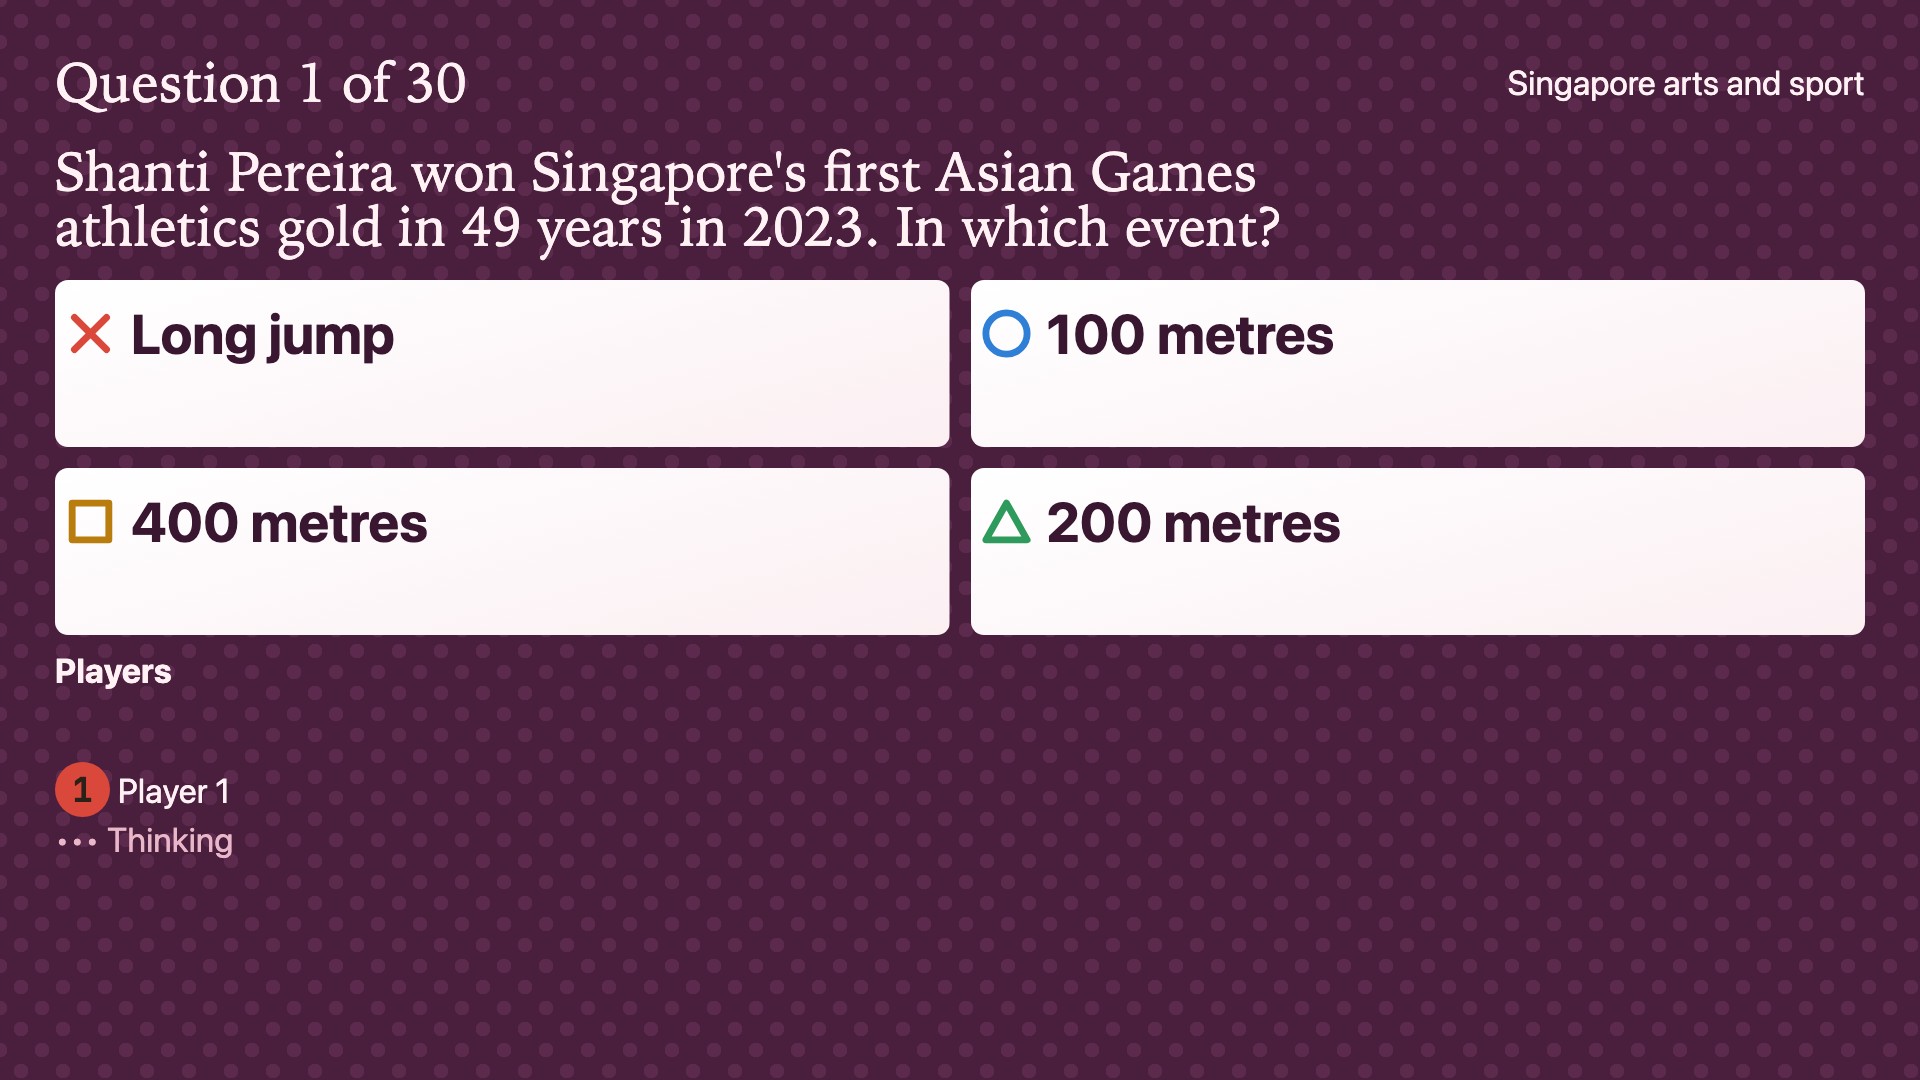 Question 1 of 30
Singapore arts and sport
Shanti Pereira won Singapore's first Asian Games
athletics gold in 49 years in 2023. In which event?
Long jump
100 metres
400 metres
200 metres
Players
1 Player 1
··· Thinking